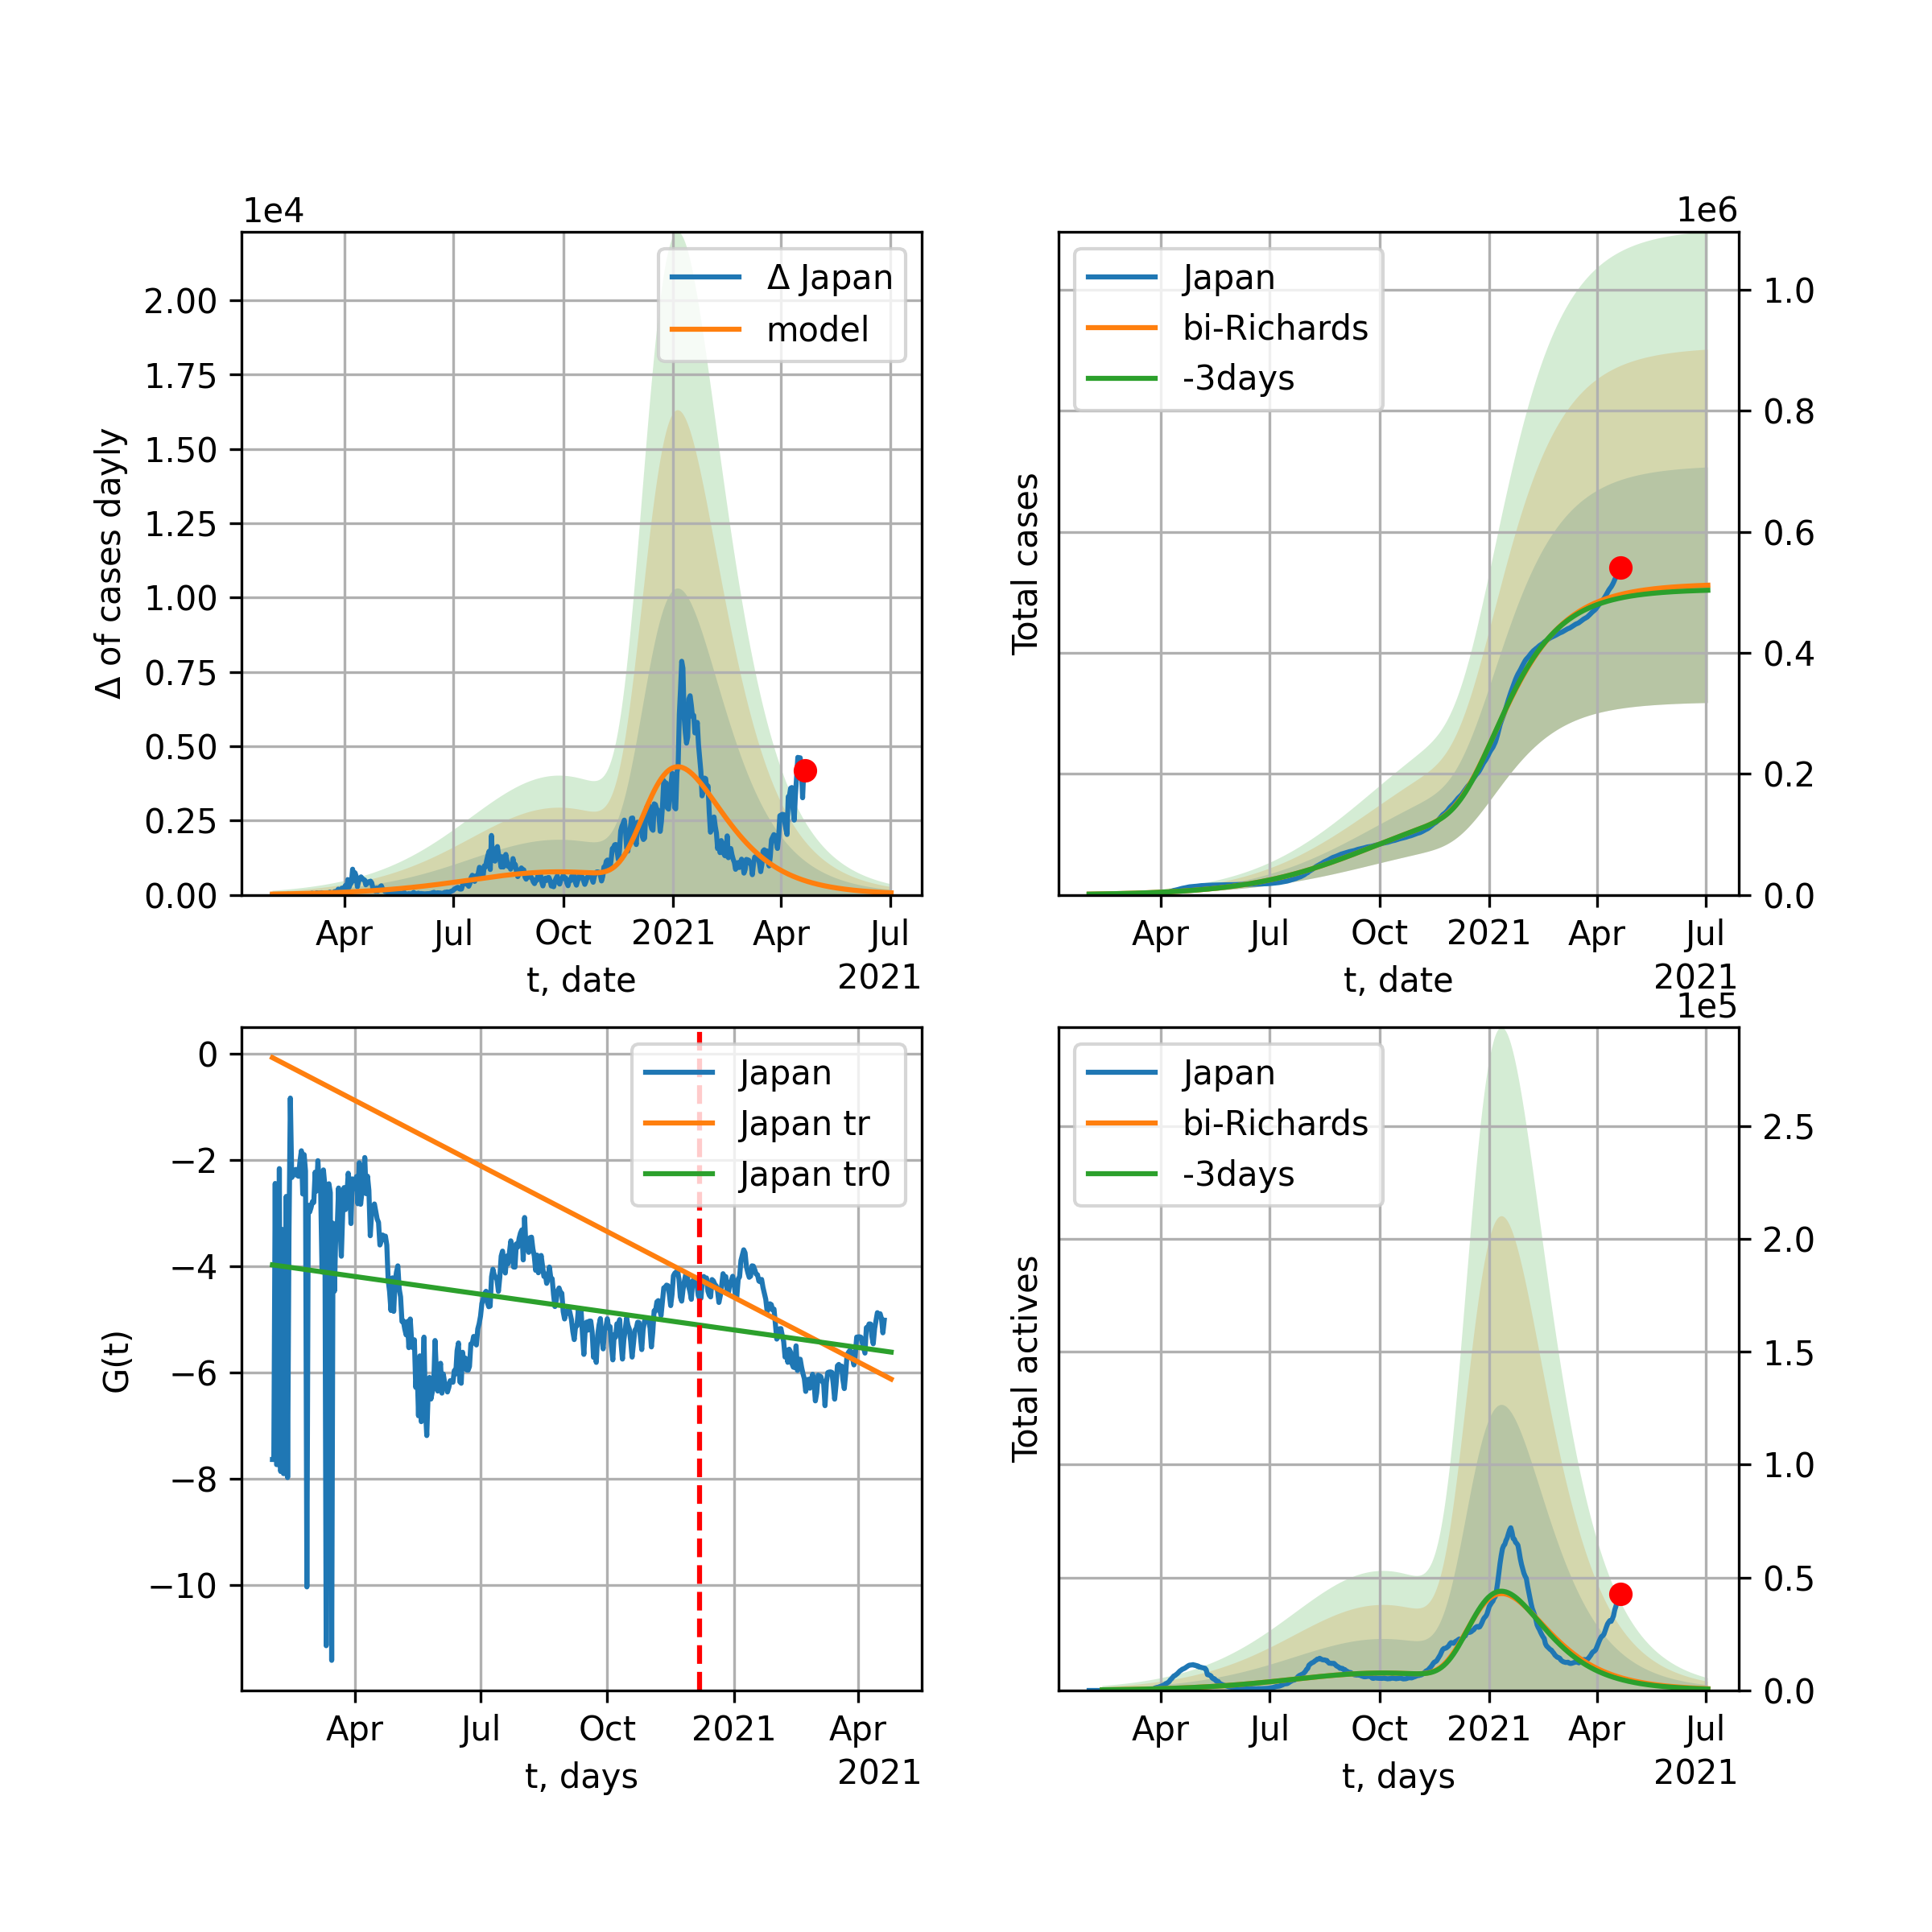 1e4
Δ Japan
model
2.00
1.75
1.50
1.25
1.00
0.75
0.50
0.25
0.00
Δ of cases dayly
Apr Jul Oct 2021 Apr Jul
2021
t, date
1e6
Japan
bi-Richards
-3days
1.0
0.8
0.6
0.4
0.2
0.0
Total cases
Apr Jul Oct 2021 Apr Jul
2021
t, date
Japan
Japan tr
Japan tr0
0
−2
−4
−6
−8
−10
G(t)
Apr Jul Oct 2021 Apr
2021
t, days
1e5
Japan
bi-Richards
-3days
2.5
2.0
1.5
1.0
0.5
0.0
Total actives
Apr Jul Oct 2021 Apr Jul
2021
t, days